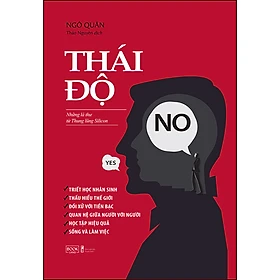 NGÔ QUÂN
Thảo Nguyên dịch
THÁI
ĐỘ
Những lá thư
từ Thung lũng Silicon
NO
YES
TRIẾT HỌC NHÂN SINH
THẤU HIỂU THẾ GIỚI
ĐỐI XỬ VỚI TIỀN BẠC
QUAN HỆ GIỮA NGƯỜI VỚI NGƯỜI
HỌC TẬP HIỆU QUẢ
SỐNG VÀ LÀM VIỆC